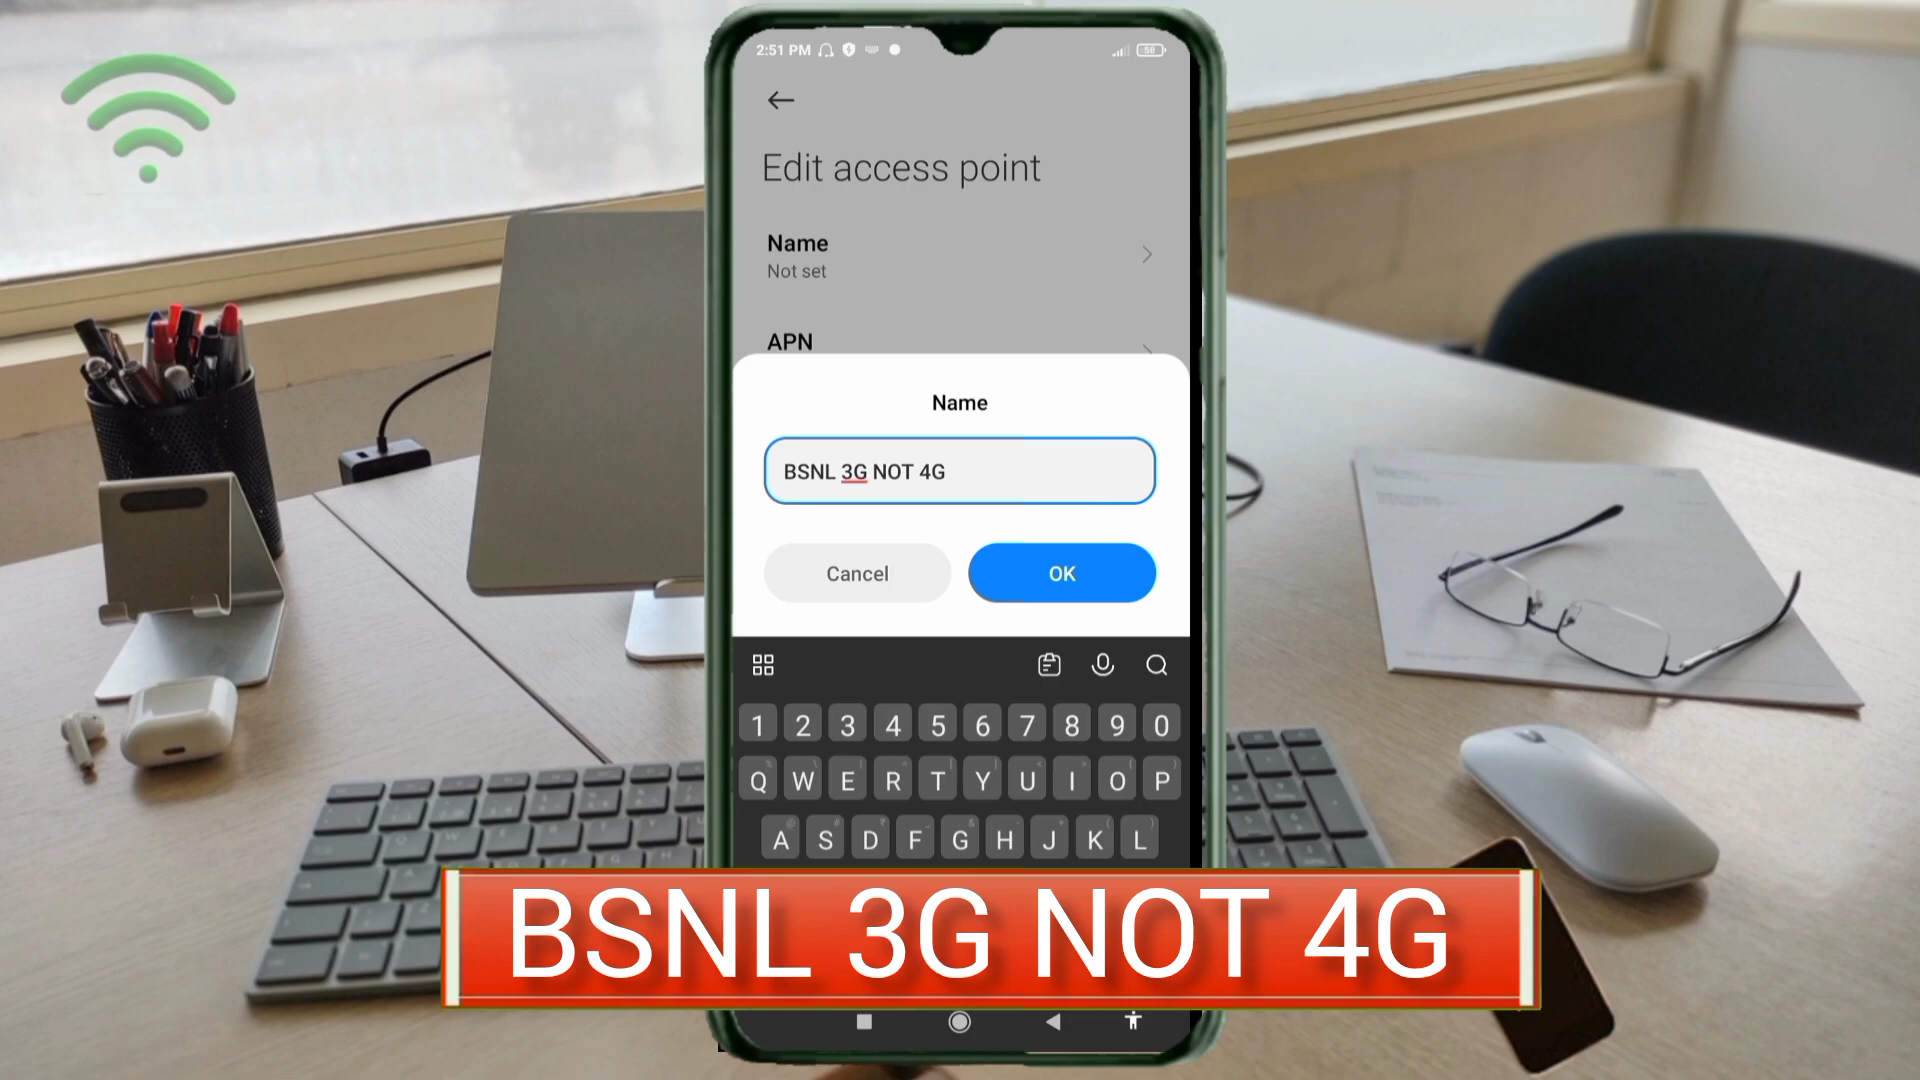 2:51 PM
58
Edit access point
Name
Not set
APN
Name
BSNL 3G NOT 4G
Cancel
OK
1 2 3 4 5 6 7 8 9 0
Q W E R T Y U I O P
A S D F G H J K L
BSNL 3G NOT 4G